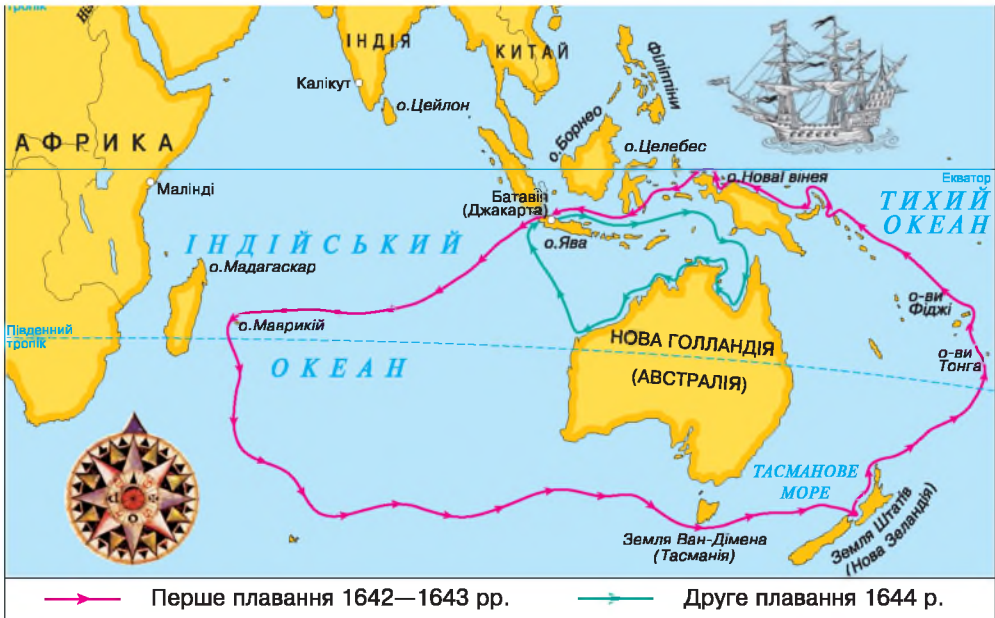 тропік
ІНДІЯ
КИТАЙ
Філіппіни
Калікут
о.Цейлон
АФРИКА
о.Борнео
о.Целебес
о.Новаї вінея
Екватор
Малінді
ТИХИЙ
ОКЕАН
Батавія
(Джакарта)
ІНДІЙСЬКИЙ
о.Ява
о.Мадагаскар
о-ви
Фіджі
о.Маврикій
Південний
тропік
НОВА ГОЛЛАНДІЯ
(АВСТРАЛІЯ)
о-ви
Тонга
ОКЕАН
ТАСМАНОВЕ
МОРЕ
Земля Ван-Дімена
(Тасманія)
Земля Штатів
(Нова Зеландія)
Перше плавання 1642—1643 рр.
Друге плавання 1644 р.